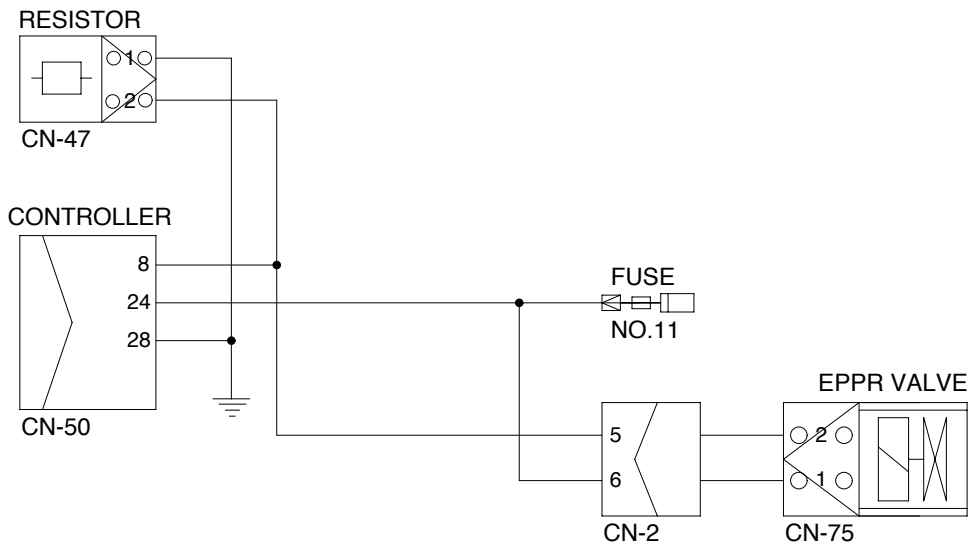 RESISTOR
1
2
CN-47
CONTROLLER
8
24
28
CN-50
FUSE
NO.11
EPPR VALVE
5
6
CN-2
2
1
CN-75